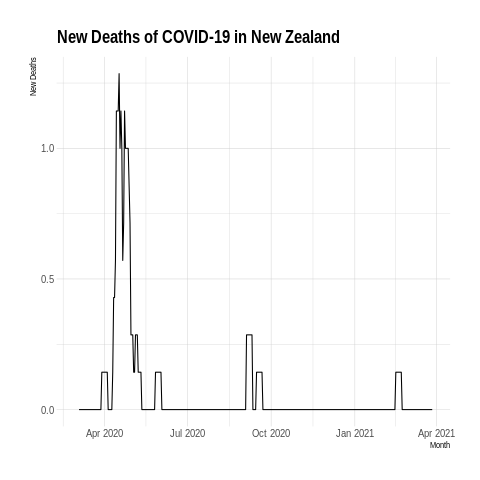 New Deaths of COVID-19 in New Zealand
New Deaths
1.0
0.5
0.0
Apr 2020 Jul 2020 Oct 2020 Jan 2021 Apr 2021
Month